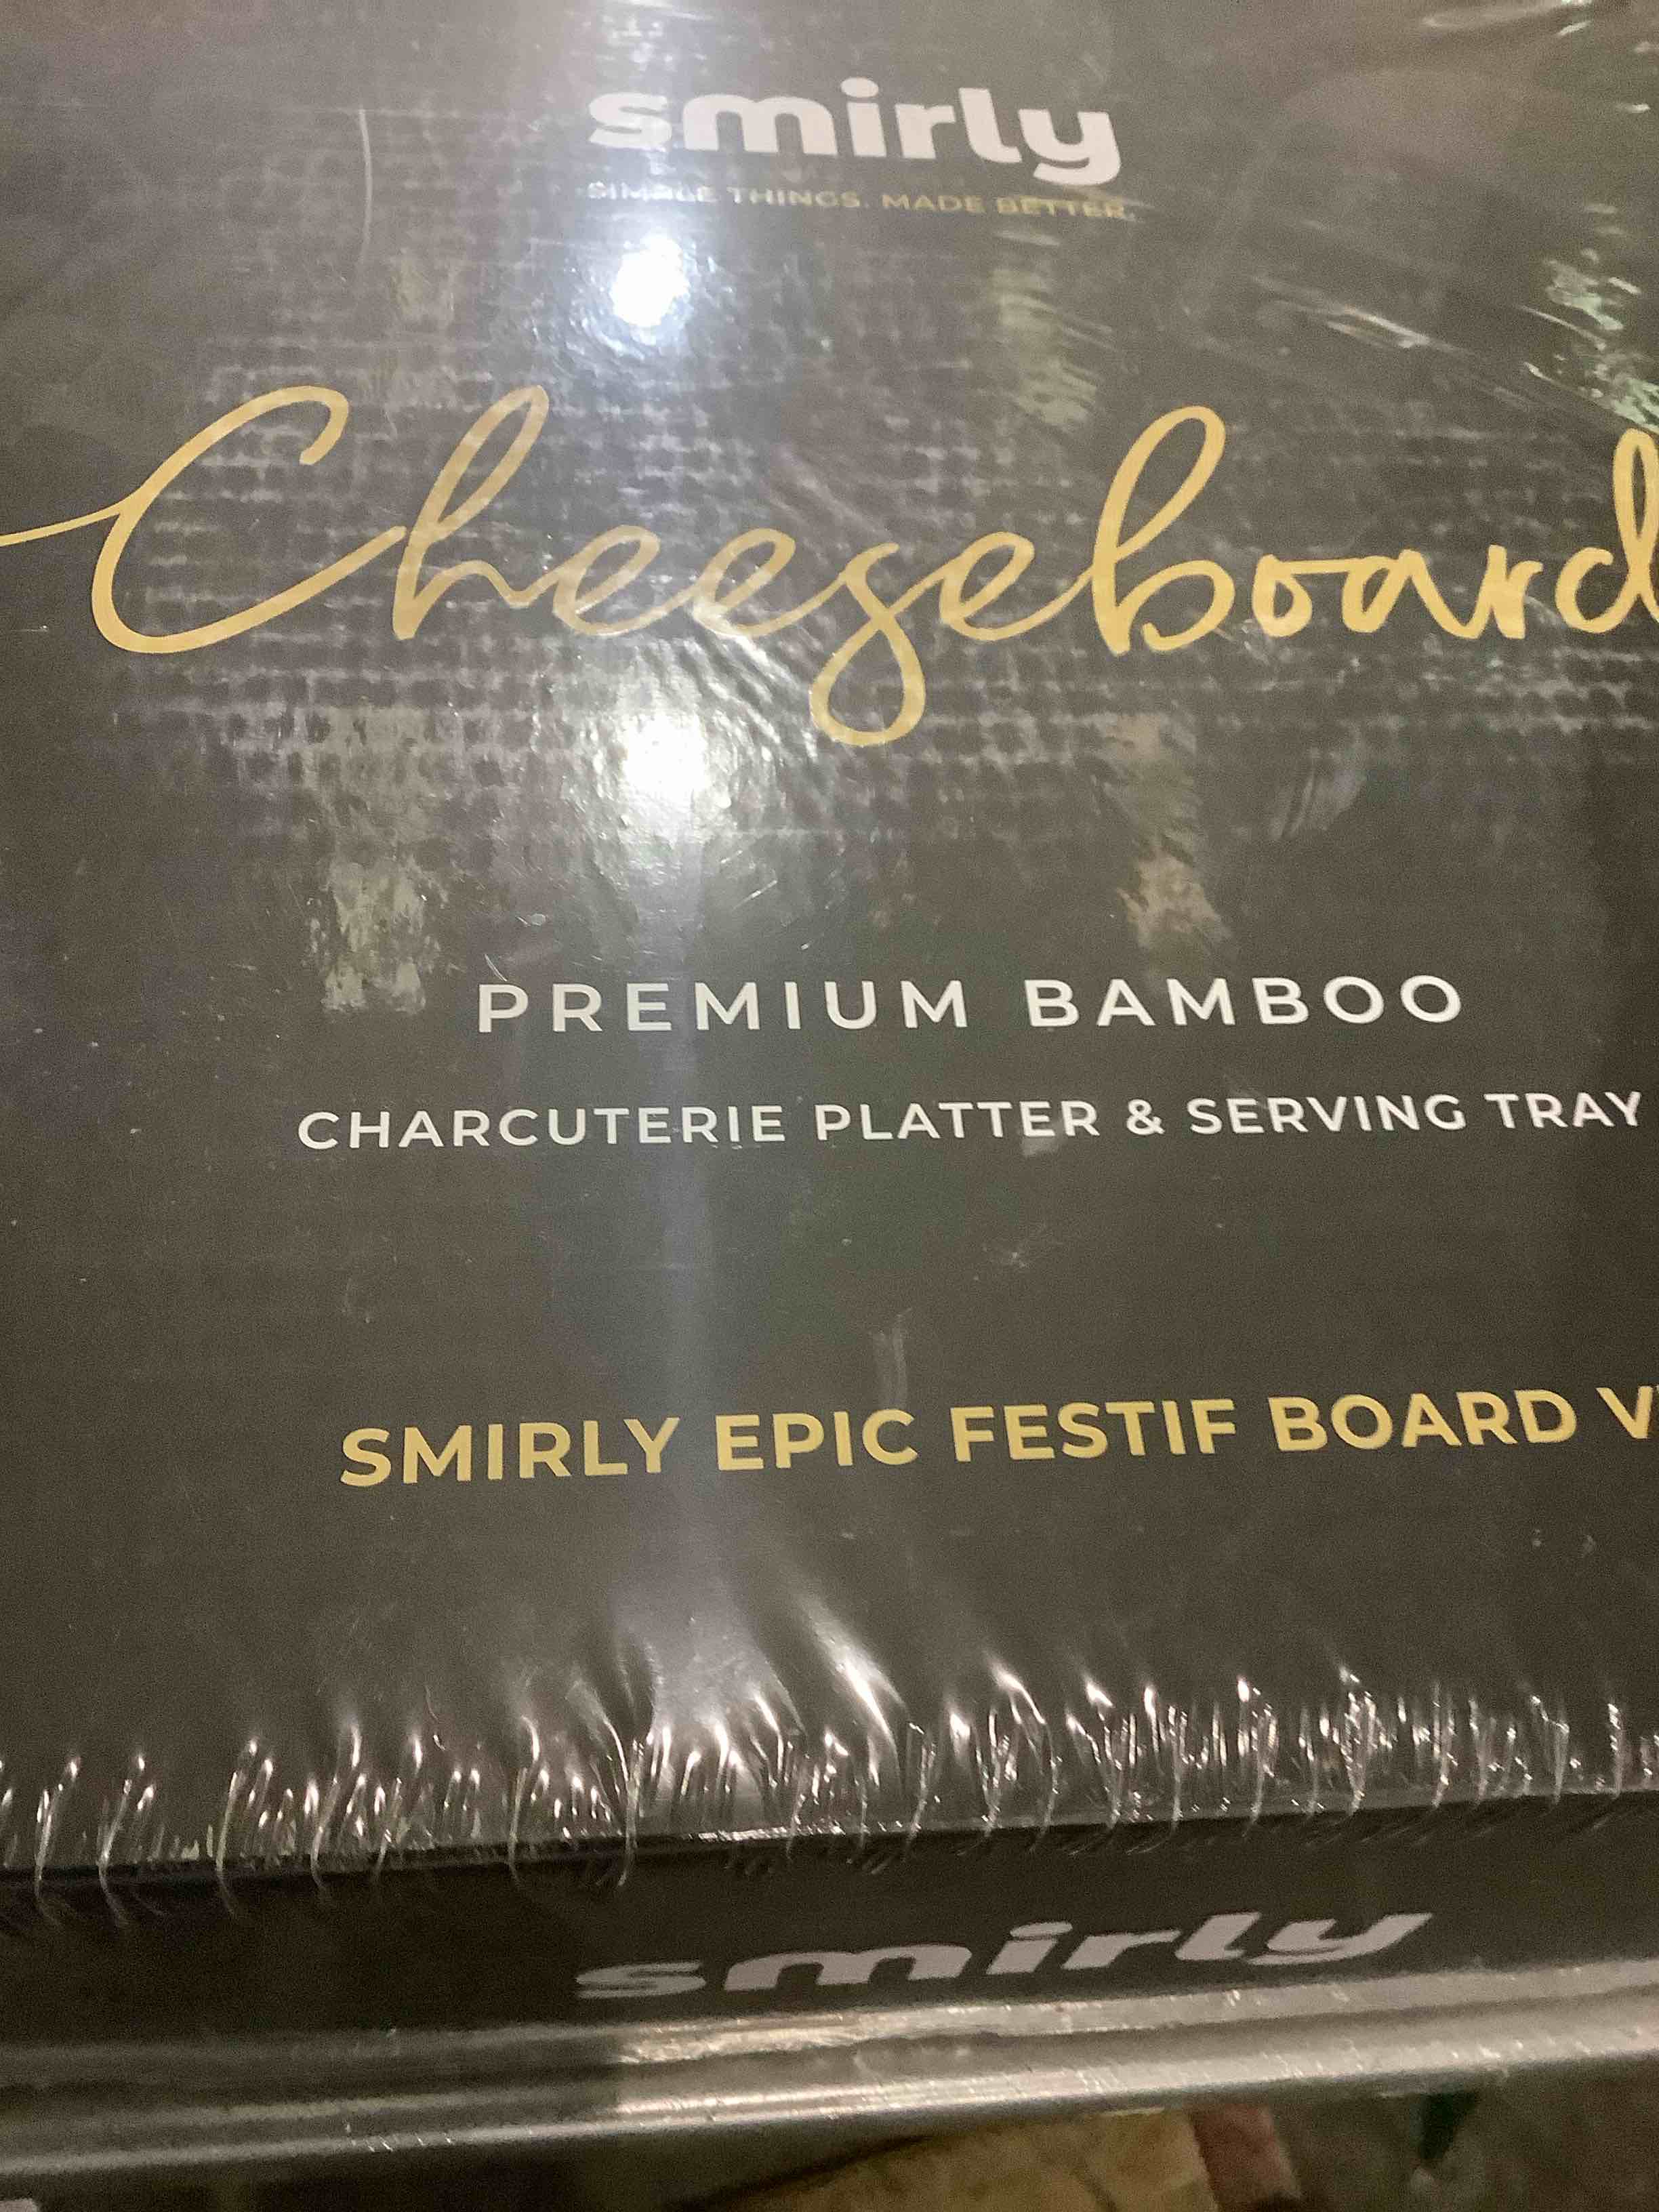 smirly
SIMPLE THINGS. MADE BETTER.
Cheeseboard
PREMIUM BAMBOO
CHARCUTERIE PLATTER & SERVING TRAY
SMIRLY EPIC FESTIF BOARD
smirly